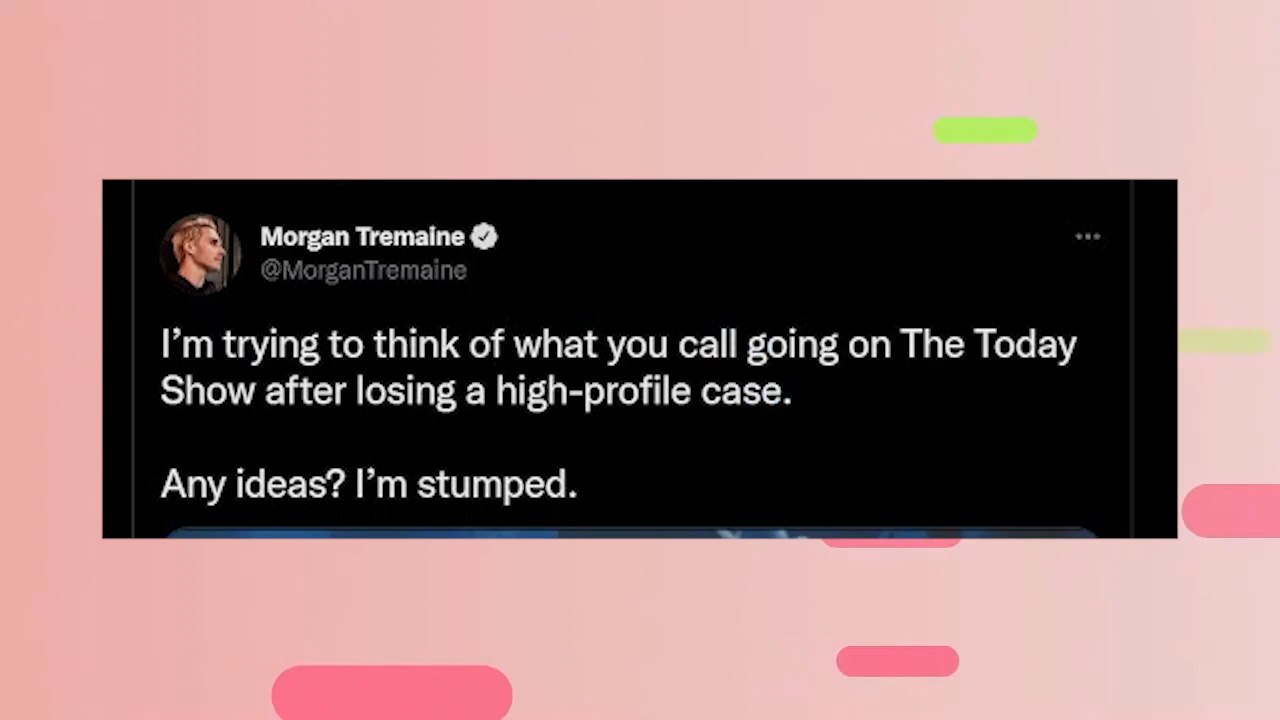 Morgan Tremaine
@MorganTremaine
I’m trying to think of what you call going on The Today
Show after losing a high-profile case.
Any ideas? I’m stumped.